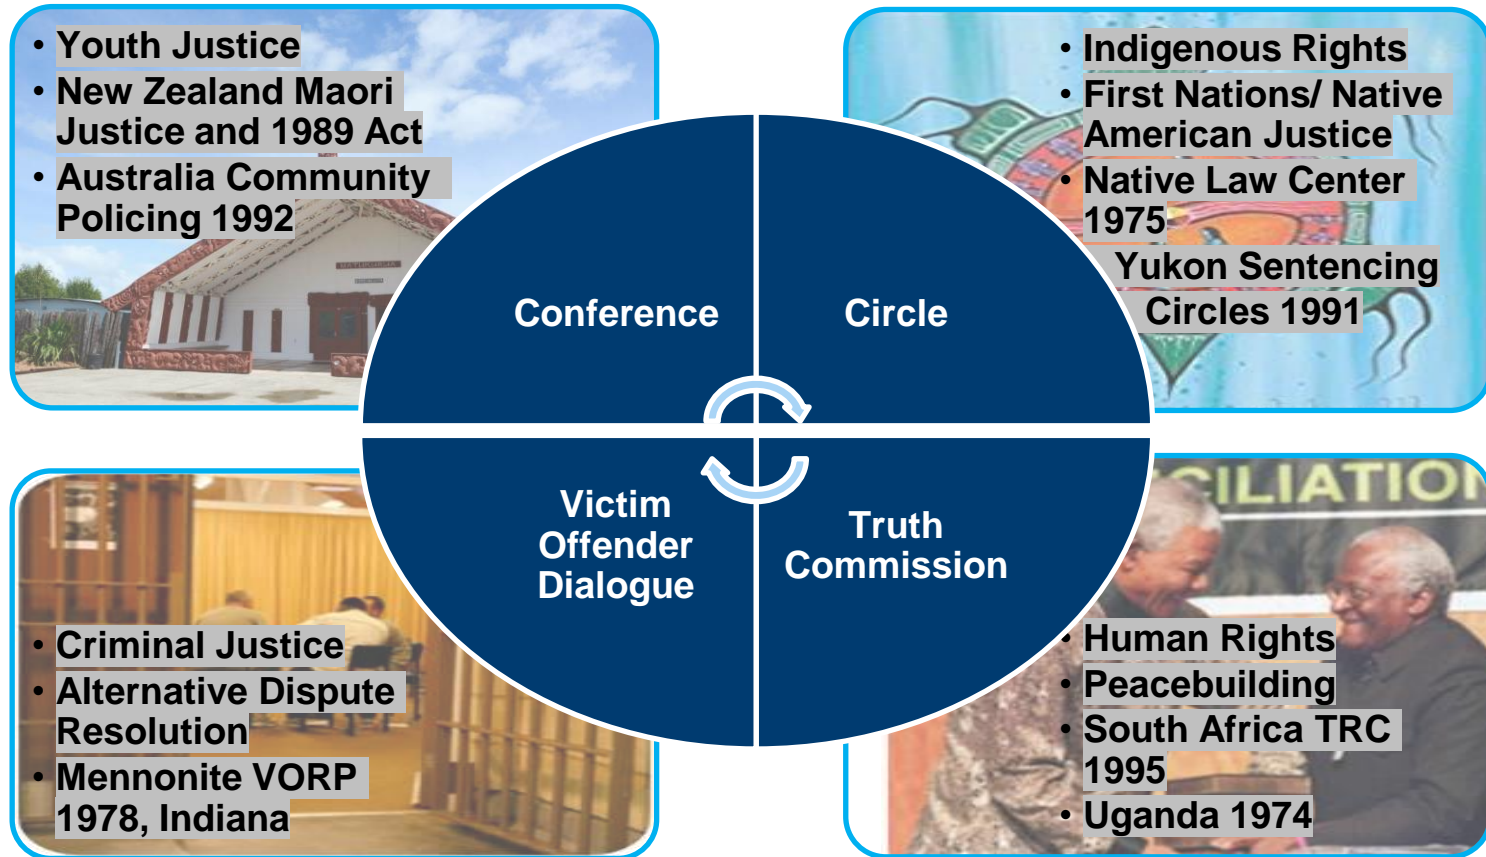 • Youth Justice
• New Zealand Maori
Justice and 1989 Act
• Australia Community
Policing 1992
• Indigenous Rights
• First Nations/ Native
American Justice
• Native Law Center
1975
Yukon Sentencing
Circles 1991
Conference
Circle
Victim
Offender
Dialogue
Truth
Commission
• Criminal Justice
• Alternative Dispute
Resolution
• Mennonite VORP
1978, Indiana
CILIATION
• Human Rights
• Peacebuilding
• South Africa TRC
1995
• Uganda 1974